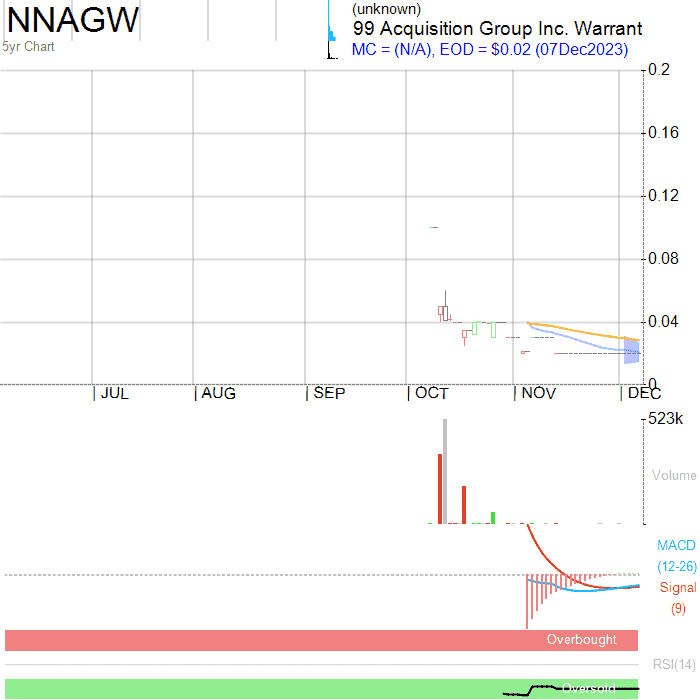 NNAGW
5yr Chart
(unknown)
99 Acquisition Group Inc. Warrant
MC = (N/A), EOD = $0.02 (07Dec2023)
0.2
0.16
0.12
0.08
0.04
0
JUL AUG SEP OCT NOV DEC
523k
Volume
MACD
(12-26)
Signal
(9)
Overbought
RSI(14)
Oversold